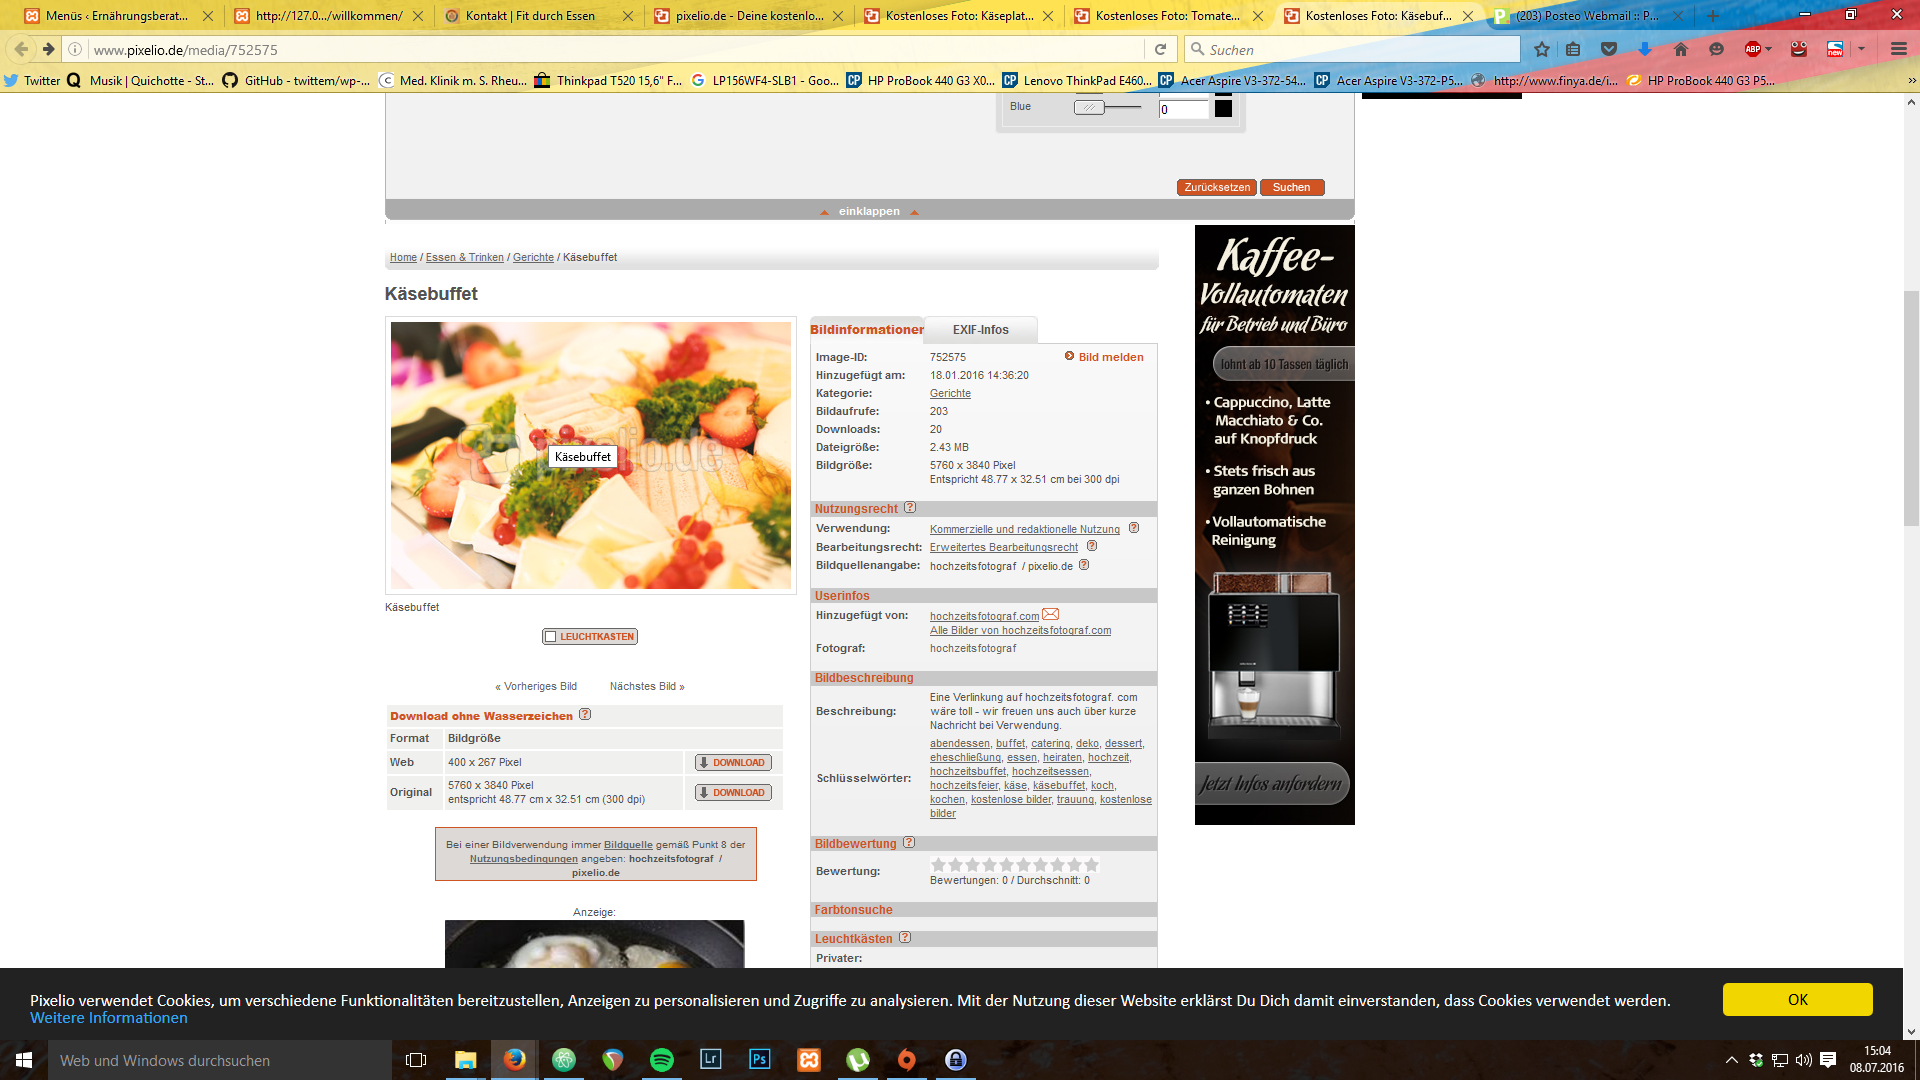 Menüs ‹ Ernährungsberat...
http://127.0.../willkommen/
Kontakt | Fit durch Essen
pixelio.de - Deine kostenlo...
Kostenloses Foto: Käseplat...
Kostenloses Foto: Tomate...
Kostenloses Foto: Käsebuf...
(203) Posteo Webmail :: P...
www.pixelio.de/media/752575
Suchen
Twitter
Musik | Quichotte - St...
GitHub - twittem/wp-...
Med. Klinik m. S. Rheu...
Thinkpad T520 15,6" F...
LP156WF4-SLB1 - Goo...
HP ProBook 440 G3 X0...
Lenovo ThinkPad E460...
Acer Aspire V3-372-54...
Acer Aspire V3-372-P5...
http://www.finya.de/i...
HP ProBook 440 G3 P5...
Blue
0
Zurücksetzen
Suchen
einklappen
Home / Essen & Trinken / Gerichte / Käsebuffet
Käsebuffet
pixelio.de
Käsebuffet
Käsebuffet
LEUCHTKASTEN
« Vorheriges Bild
Nächstes Bild »
Download ohne Wasserzeichen ?
Format Bildgröße
Web 400 x 267 Pixel DOWNLOAD
Original 5760 x 3840 Pixel
entspricht 48.77 cm x 32.51 cm (300 dpi) DOWNLOAD
Bei einer Bildverwendung immer Bildquelle gemäß Punkt 8 der
Nutzungsbedingungen angeben: hochzeitsfotograf /
pixelio.de
Anzeige:
Bildinformationen
EXIF-Infos
Image-ID: 752575
Bild melden
Hinzugefügt am: 18.01.2016 14:36:20
Kategorie: Gerichte
Bildaufrufe: 203
Downloads: 20
Dateigröße: 2.43 MB
Bildgröße: 5760 x 3840 Pixel
Entspricht 48.77 x 32.51 cm bei 300 dpi
Nutzungsrecht ?
Verwendung: Kommerzielle und redaktionelle Nutzung ?
Bearbeitungsrecht: Erweitertes Bearbeitungsrecht ?
Bildquellenangabe: hochzeitsfotograf / pixelio.de ?
Userinfos
Hinzugefügt von: hochzeitsfotograf.com
Alle Bilder von hochzeitsfotograf.com
Fotograf: hochzeitsfotograf
Bildbeschreibung
Beschreibung: Eine Verlinkung auf hochzeitsfotograf. com
wäre toll - wir freuen uns auch über kurze
Nachricht bei Verwendung.
Schlüsselwörter: abendessen, buffet, catering, deko, dessert,
eheschließung, essen, heiraten, hochzeit,
hochzeitsbuffet, hochzeitsessen,
hochzeitsfeier, käse, käsebuffet, koch,
kochen, kostenlose bilder, trauung, kostenlose
bilder
Bildbewertung ?
Bewertung:
Bewertungen: 0 / Durchschnitt: 0
Farbtonsuche
Leuchtkästen ?
Privater:
Kaffee-
Vollautomaten
für Betrieb und Büro
lohnt ab 10 Tassen täglich
• Cappuccino, Latte
Macchiato & Co.
auf Knopfdruck
• Stets frisch aus
ganzen Bohnen
• Vollautomatische
Reinigung
Jetzt Infos anfordern
Pixelio verwendet Cookies, um verschiedene Funktionalitäten bereitzustellen, Anzeigen zu personalisieren und Zugriffe zu analysieren. Mit der Nutzung dieser Website erklärst Du Dich damit einverstanden, dass Cookies verwendet werden.
Weitere Informationen
OK
Web und Windows durchsuchen
Lr
Ps
15:04
08.07.2016